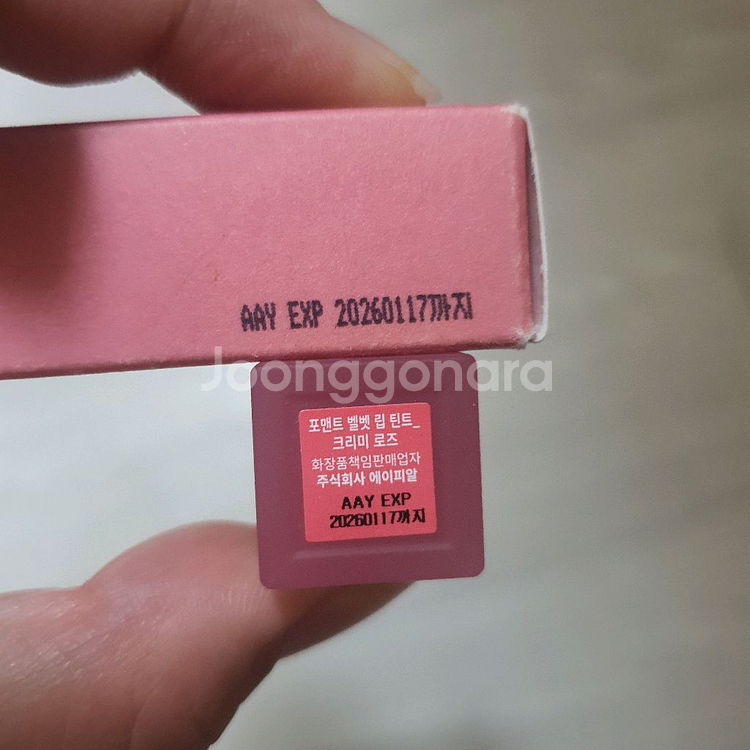 AAY EXP 20260117까지
Joonggonara
포맨트 벨벳 립 틴트_
크리미 로즈
화장품책임판매업자
주식회사 에이피알
AAY EXP
20260117까지